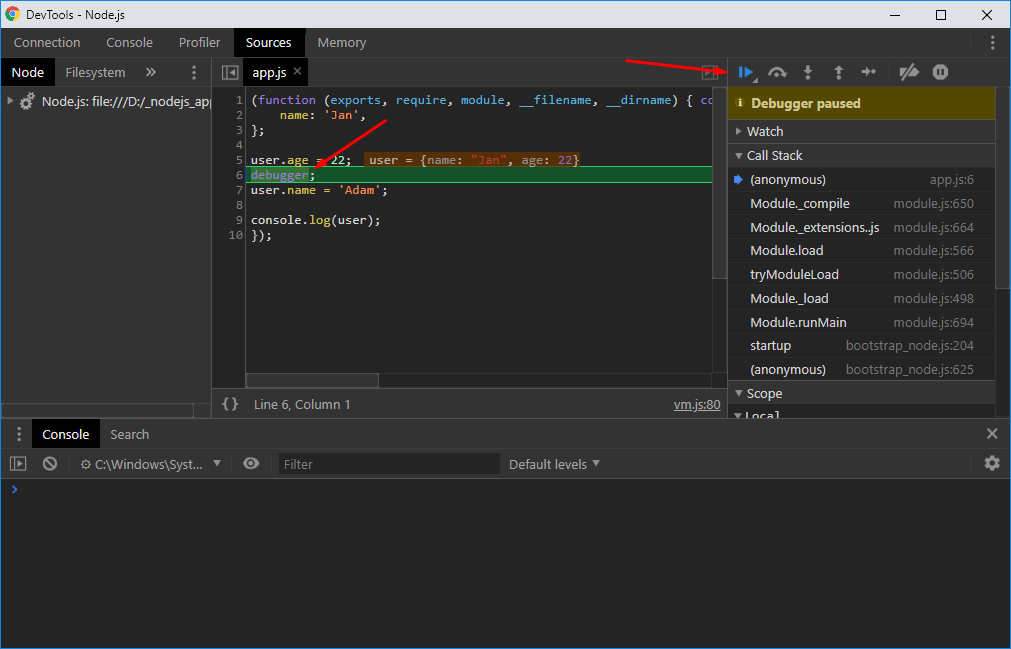 DevTools - Node.js
Connection Console Profiler Sources Memory
Node Filesystem »
app.js ×
Node.js: file:///D:/_nodejs_app
1 (function (exports, require, module, __filename, __dirname) { co
2 name: 'Jan',
3 };
4
5 user.age = 22; user = {name: "Jan", age: 22}
6 debugger;
7 user.name = 'Adam';
8
9 console.log(user);
10 });
{} Line 6, Column 1 vm.js:80
Debugger paused
Watch
Call Stack
(anonymous) app.js:6
Module._compile module.js:650
Module._extensions..js module.js:664
Module.load module.js:566
tryModuleLoad module.js:506
Module._load module.js:498
Module.runMain module.js:694
startup bootstrap_node.js:204
(anonymous) bootstrap_node.js:625
Scope
Local
Console Search
C:\Windows\Syst... Filter Default levels